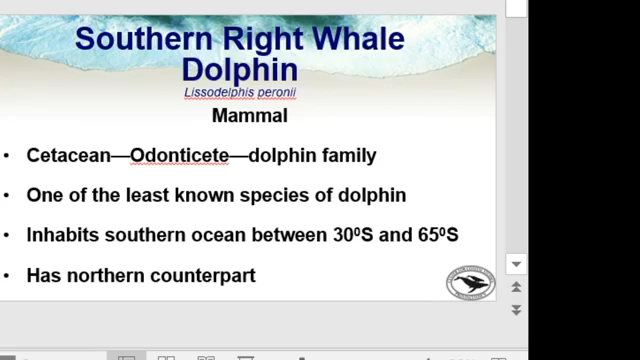 Southern Right Whale
Dolphin
Lissodelphis peronii
Mammal
• Cetacean—Odonticete—dolphin family
• One of the least known species of dolphin
• Inhabits southern ocean between 30⁰S and 65⁰S
• Has northern counterpart